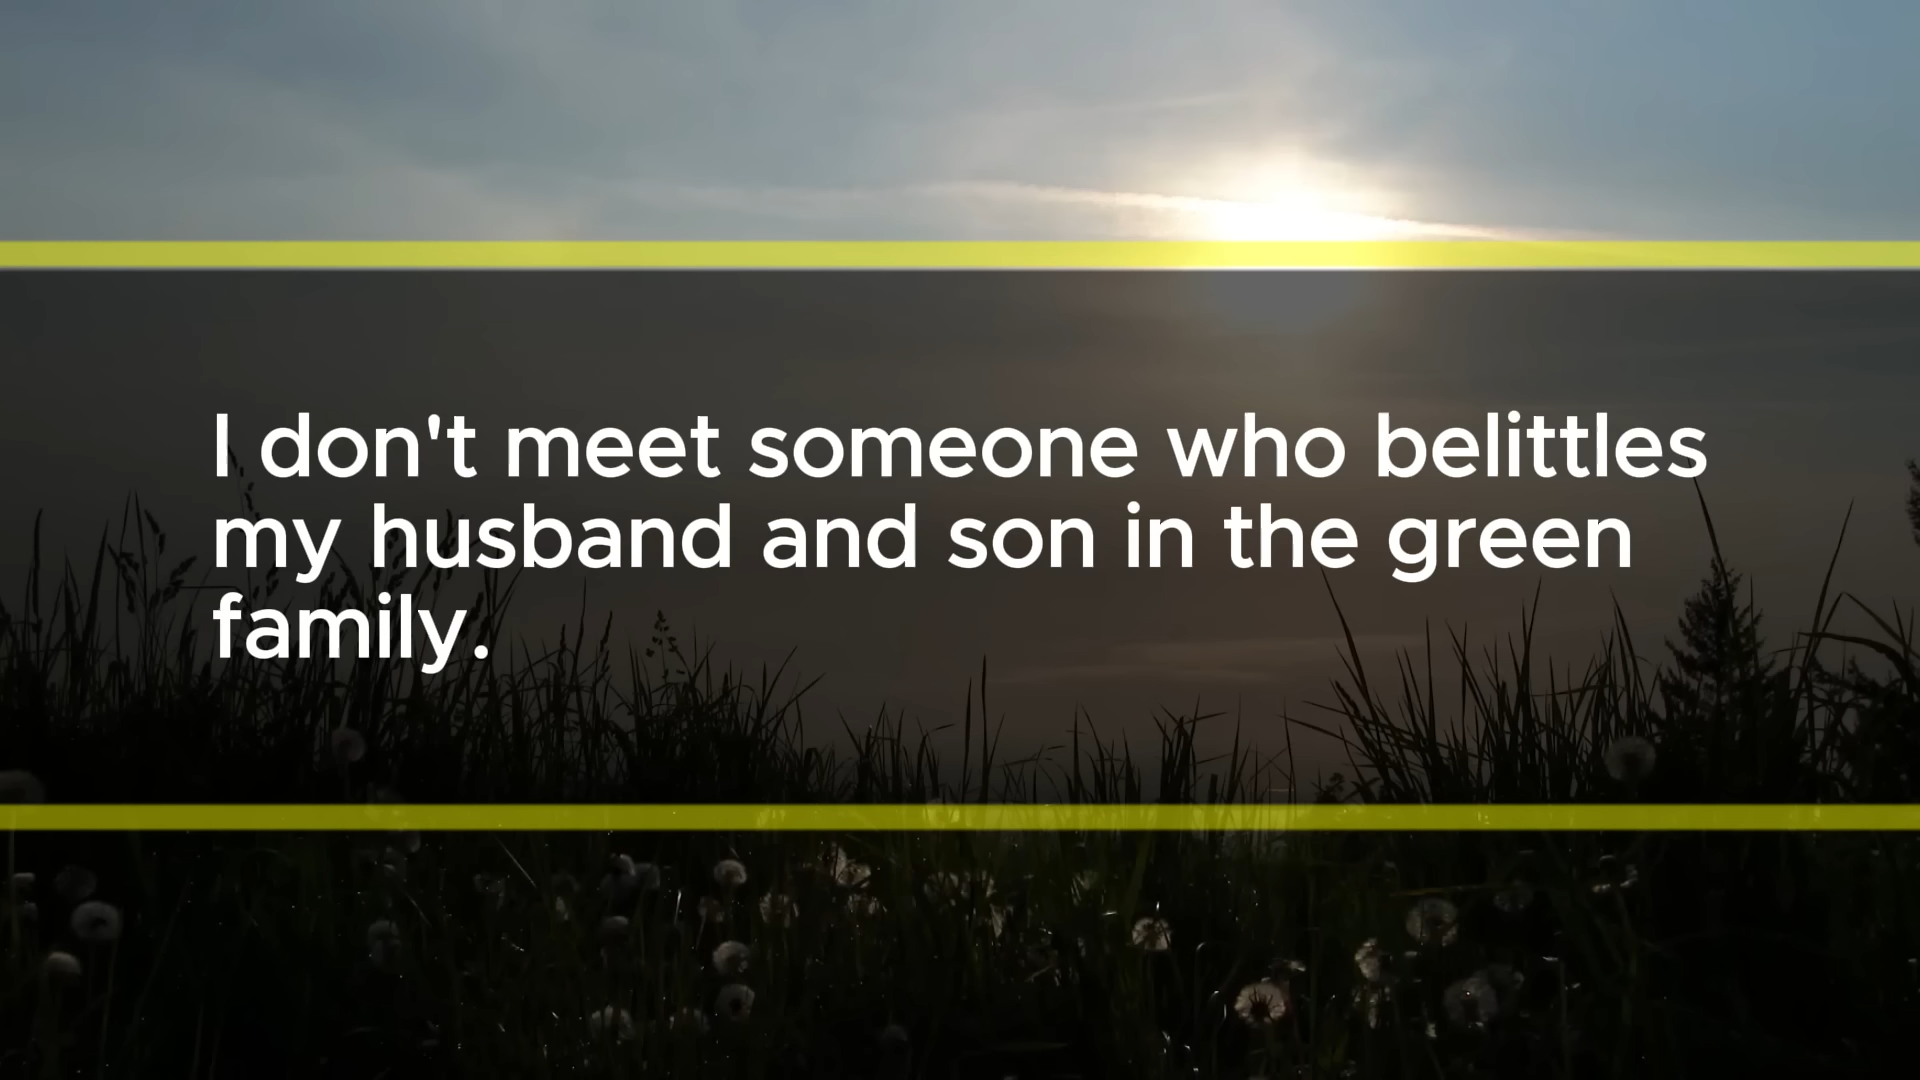 I don't meet someone who belittles
my husband and son in the green
family.